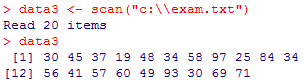 > data3 <- scan("c:\\exam.txt")
Read 20 items
> data3
[1] 30 45 37 19 48 34 58 97 25 84 34
[12] 56 41 57 60 49 93 30 69 71